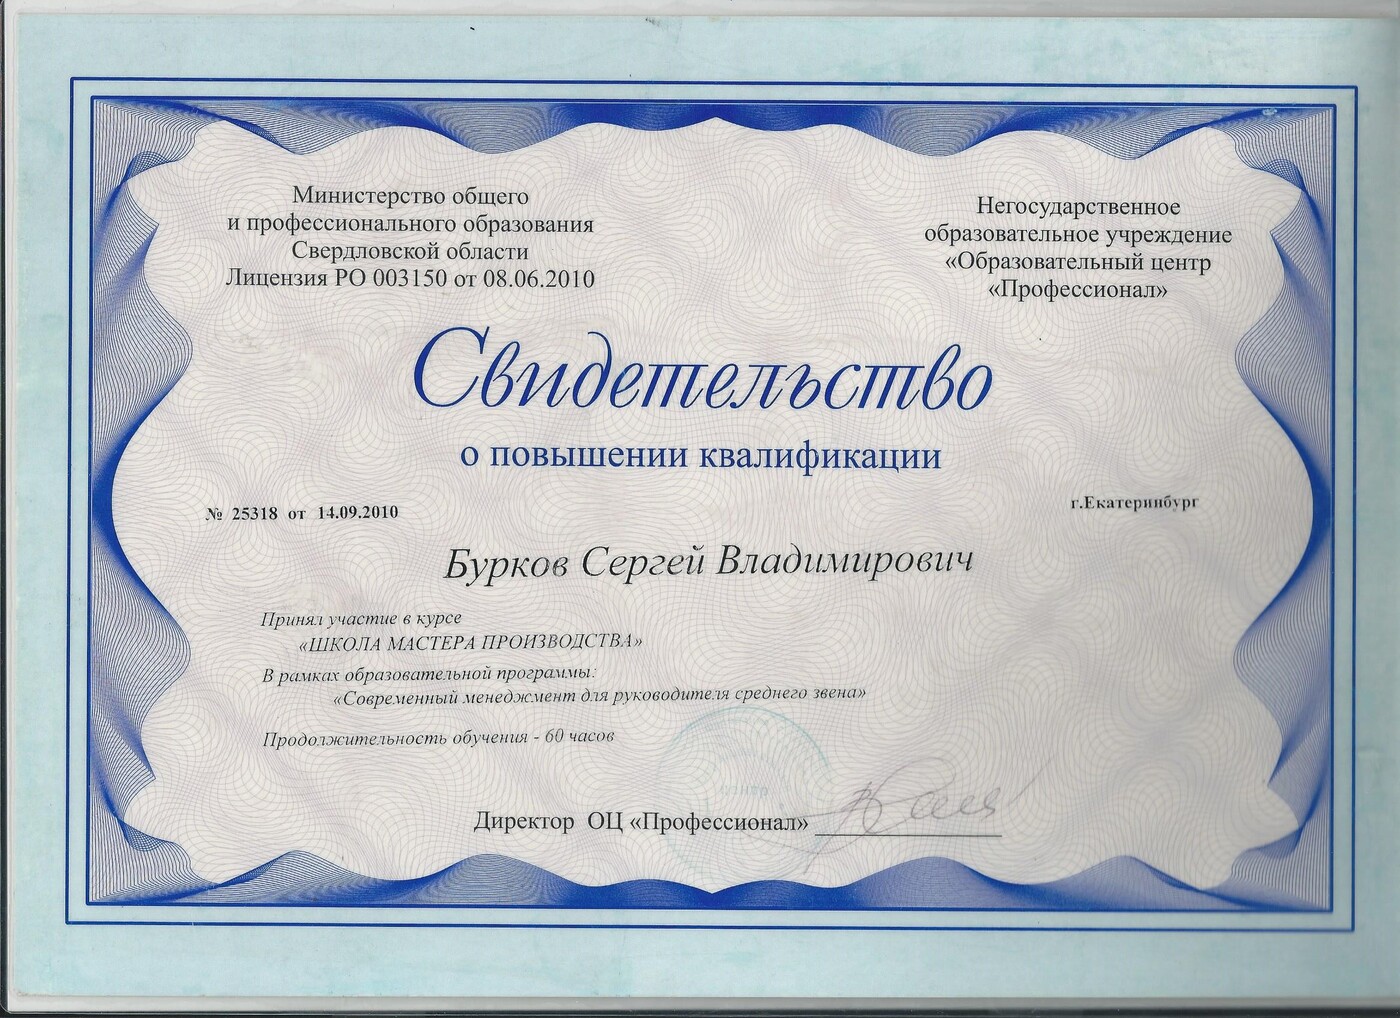 Министерство общего
и профессионального образования
Свердловской области
Лицензия РО 003150 от 08.06.2010
Негосударственное
образовательное учреждение
«Образовательный центр
«Профессионал»
Свидетельство
о повышении квалификации
№ 25318 от 14.09.2010
г.Екатеринбург
Бурков Сергей Владимирович
Принял участие в курсе
«ШКОЛА МАСТЕРА ПРОИЗВОДСТВА»
В рамках образовательной программы:
«Современный менеджмент для руководителя среднего звена»
Продолжительность обучения - 60 часов
центр
Директор ОЦ «Профессионал»